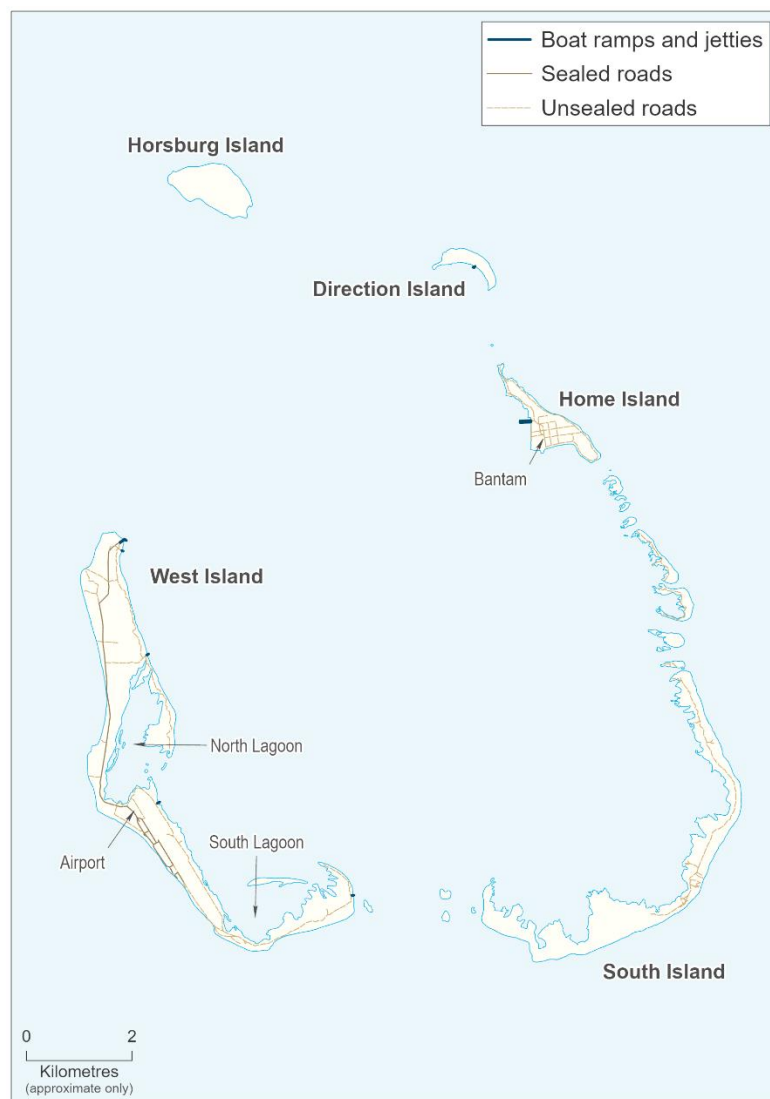 Boat ramps and jetties
Sealed roads
Unsealed roads
Horsburg Island
Direction Island
Home Island
Bantam
West Island
North Lagoon
South Lagoon
Airport
South Island
0 2
Kilometres
(approximate only)